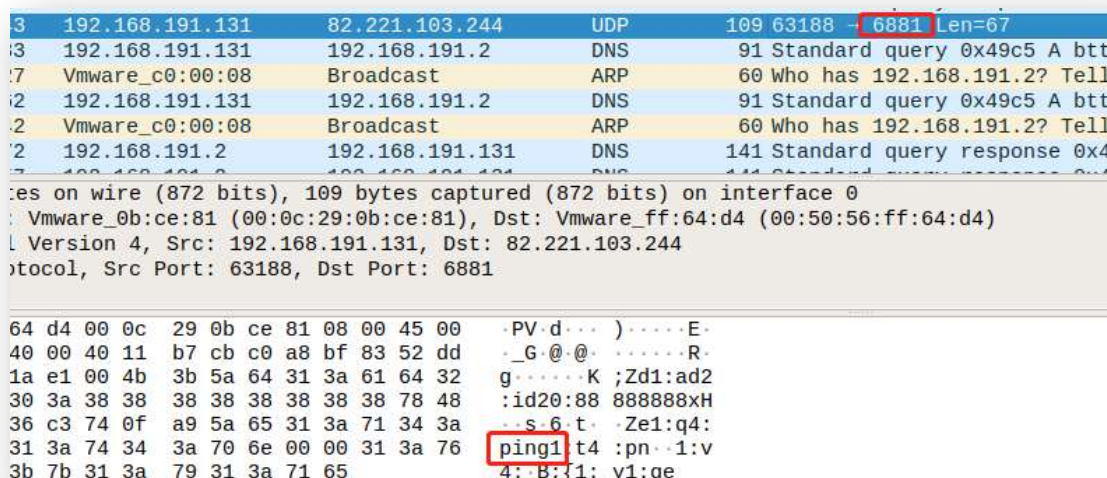 3 192.168.191.131 82.221.103.244 UDP 109 63188 → 6881 Len=67
3 192.168.191.131 192.168.191.2 DNS 91 Standard query 0x49c5 A btt
7 Vmware_c0:00:08 Broadcast ARP 60 Who has 192.168.191.2? Tell
2 192.168.191.131 192.168.191.2 DNS 91 Standard query 0x49c5 A btt
2 Vmware_c0:00:08 Broadcast ARP 60 Who has 192.168.191.2? Tell
2 192.168.191.2 192.168.191.131 DNS 141 Standard query response 0x4
tes on wire (872 bits), 109 bytes captured (872 bits) on interface 0
: Vmware_0b:ce:81 (00:0c:29:0b:ce:81), Dst: Vmware_ff:64:d4 (00:50:56:ff:64:d4)
l Version 4, Src: 192.168.191.131, Dst: 82.221.103.244
otocol, Src Port: 63188, Dst Port: 6881
64 d4 00 0c 29 0b ce 81 08 00 45 00 ·PV·d··· )·····E·
40 00 40 11 b7 cb c0 a8 bf 83 52 dd ·_G·@·@· ······R·
1a e1 00 4b 3b 5a 64 31 3a 61 64 32 g······K ;Zd1:ad2
30 3a 38 38 38 38 38 38 38 38 78 48 :id20:88 888888xH
36 c3 74 0f a9 5a 65 31 3a 71 34 3a ··s·6·t· ·Ze1:q4:
31 3a 74 34 3a 70 6e 00 00 31 3a 76 ping1:t4 :pn··1:v
3b 7b 31 3a 79 31 3a 71 65 4:·B;{1: y1:qe